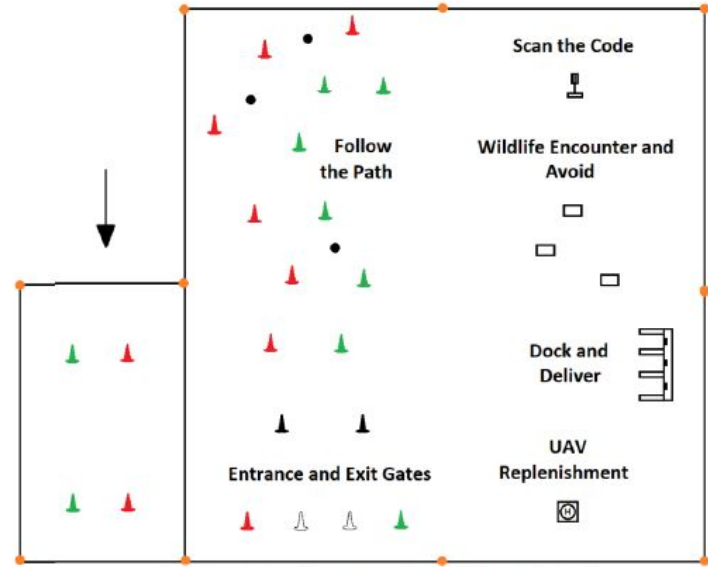 Scan the Code
Follow
the Path
Wildlife Encounter and
Avoid
Dock and
Deliver
UAV
Replenishment
Entrance and Exit Gates
H